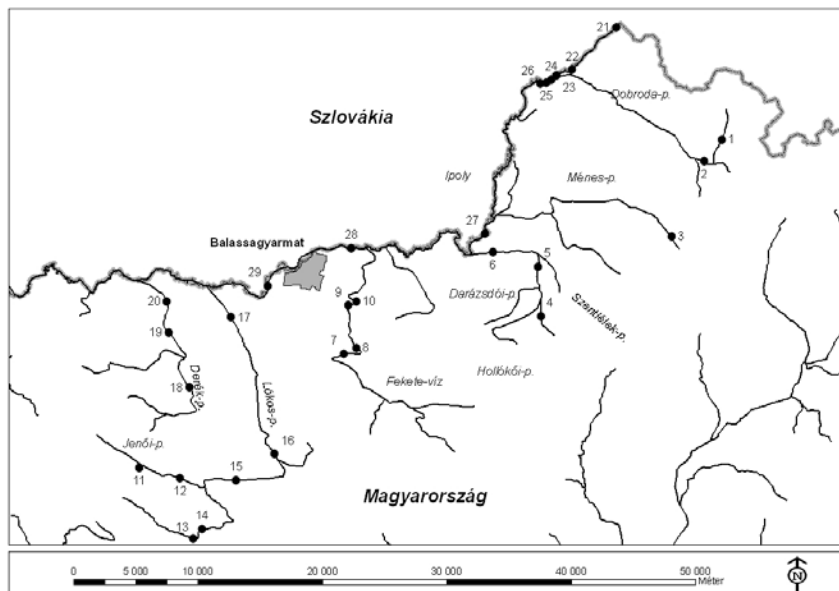 21
22
24
26
25
23
Dobroda-p.
Szlovákia
1
2
Ipoly
Ménes-p.
27
3
28
Balassagyarmat
6
5
29
9
10
Darázsdói-p.
20
17
4
Szentlélek-p.
19
7
8
Hollókói-p.
18
Derék-p.
Fekete-víz
Lókos-p.
Jenői-p.
16
11
12
15
Magyarország
14
13
0 5 000 10 000 20 000 30 000 40 000 50 000
Méter
N